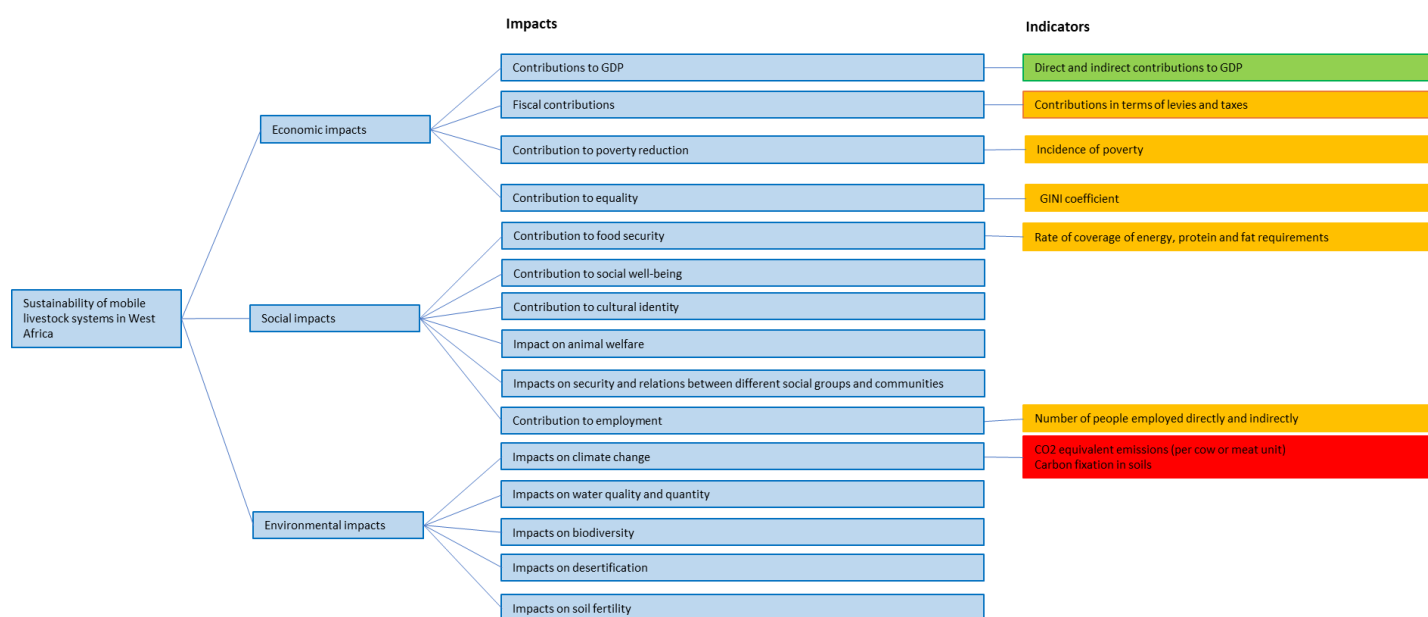 Impacts
Indicators
Contributions to GDP
Direct and indirect contributions to GDP
Fiscal contributions
Contributions in terms of levies and taxes
Economic impacts
Contribution to poverty reduction
Incidence of poverty
Contribution to equality
GINI coefficient
Contribution to food security
Rate of coverage of energy, protein and fat requirements
Contribution to social well-being
Sustainability of mobile
livestock systems in West
Africa
Social impacts
Contribution to cultural identity
Impact on animal welfare
Impacts on security and relations between different social groups and communities
Contribution to employment
Number of people employed directly and indirectly
Impacts on climate change
CO2 equivalent emissions (per cow or meat unit)
Carbon fixation in soils
Impacts on water quality and quantity
Environmental impacts
Impacts on biodiversity
Impacts on desertification
Impacts on soil fertility